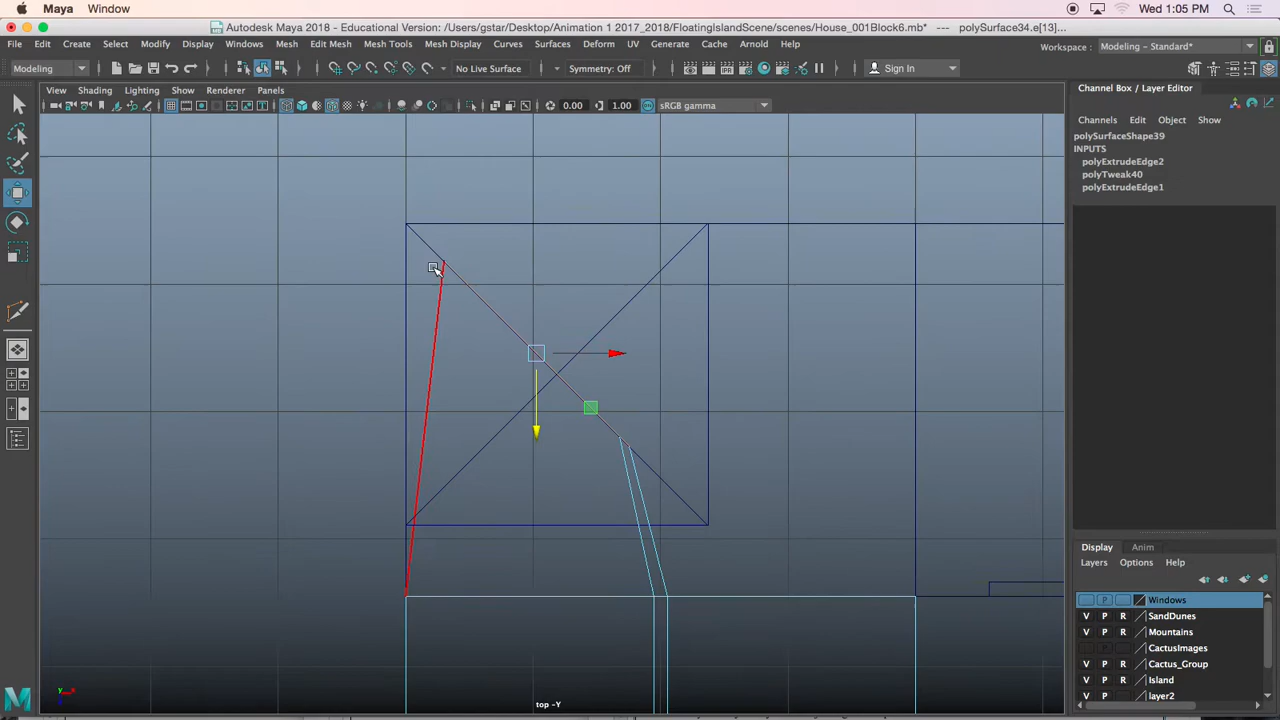 Maya Window Wed 1:05 PM
Autodesk Maya 2018 - Educational Version: /Users/gstar/Desktop/Animation 1 2017_2018/FloatingIslandScene/scenes/House_001Block6.mb* --- polySurface34.e[13]...
File Edit Create Select Modify Display Windows Mesh Edit Mesh Mesh Tools Mesh Display Curves Surfaces Deform UV Generate Cache Arnold Help Workspace : Modeling - Standard*
Modeling No Live Surface Symmetry: Off Sign In
View Shading Lighting Show Renderer Panels Channel Box / Layer Editor
0.00 1.00 sRGB gamma
Channels Edit Object Show
polySurfaceShape39
INPUTS
polyExtrudeEdge2
polyTweak40
polyExtrudeEdge1
Display Anim
Layers Options Help
Windows
V P R SandDunes
V P R Mountains
CactusImages
V P R Cactus_Group
V P R Island
V P layer2
top -Y